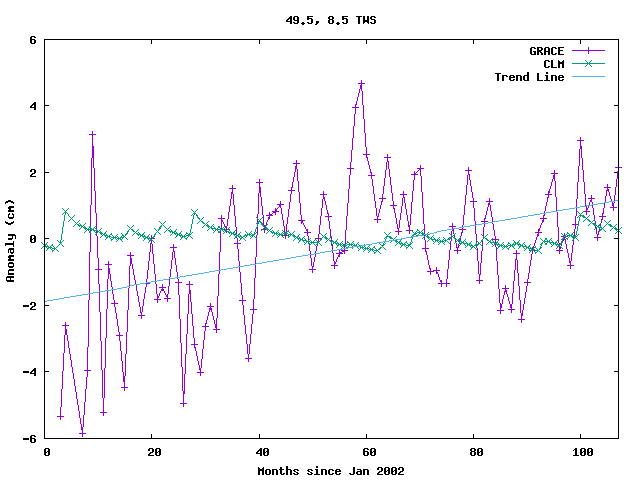 49.5, 8.5 TWS
GRACE
CLM
Trend Line
6
4
2
0
-2
-4
-6
Anomaly (cm)
0 20 40 60 80 100
Months since Jan 2002